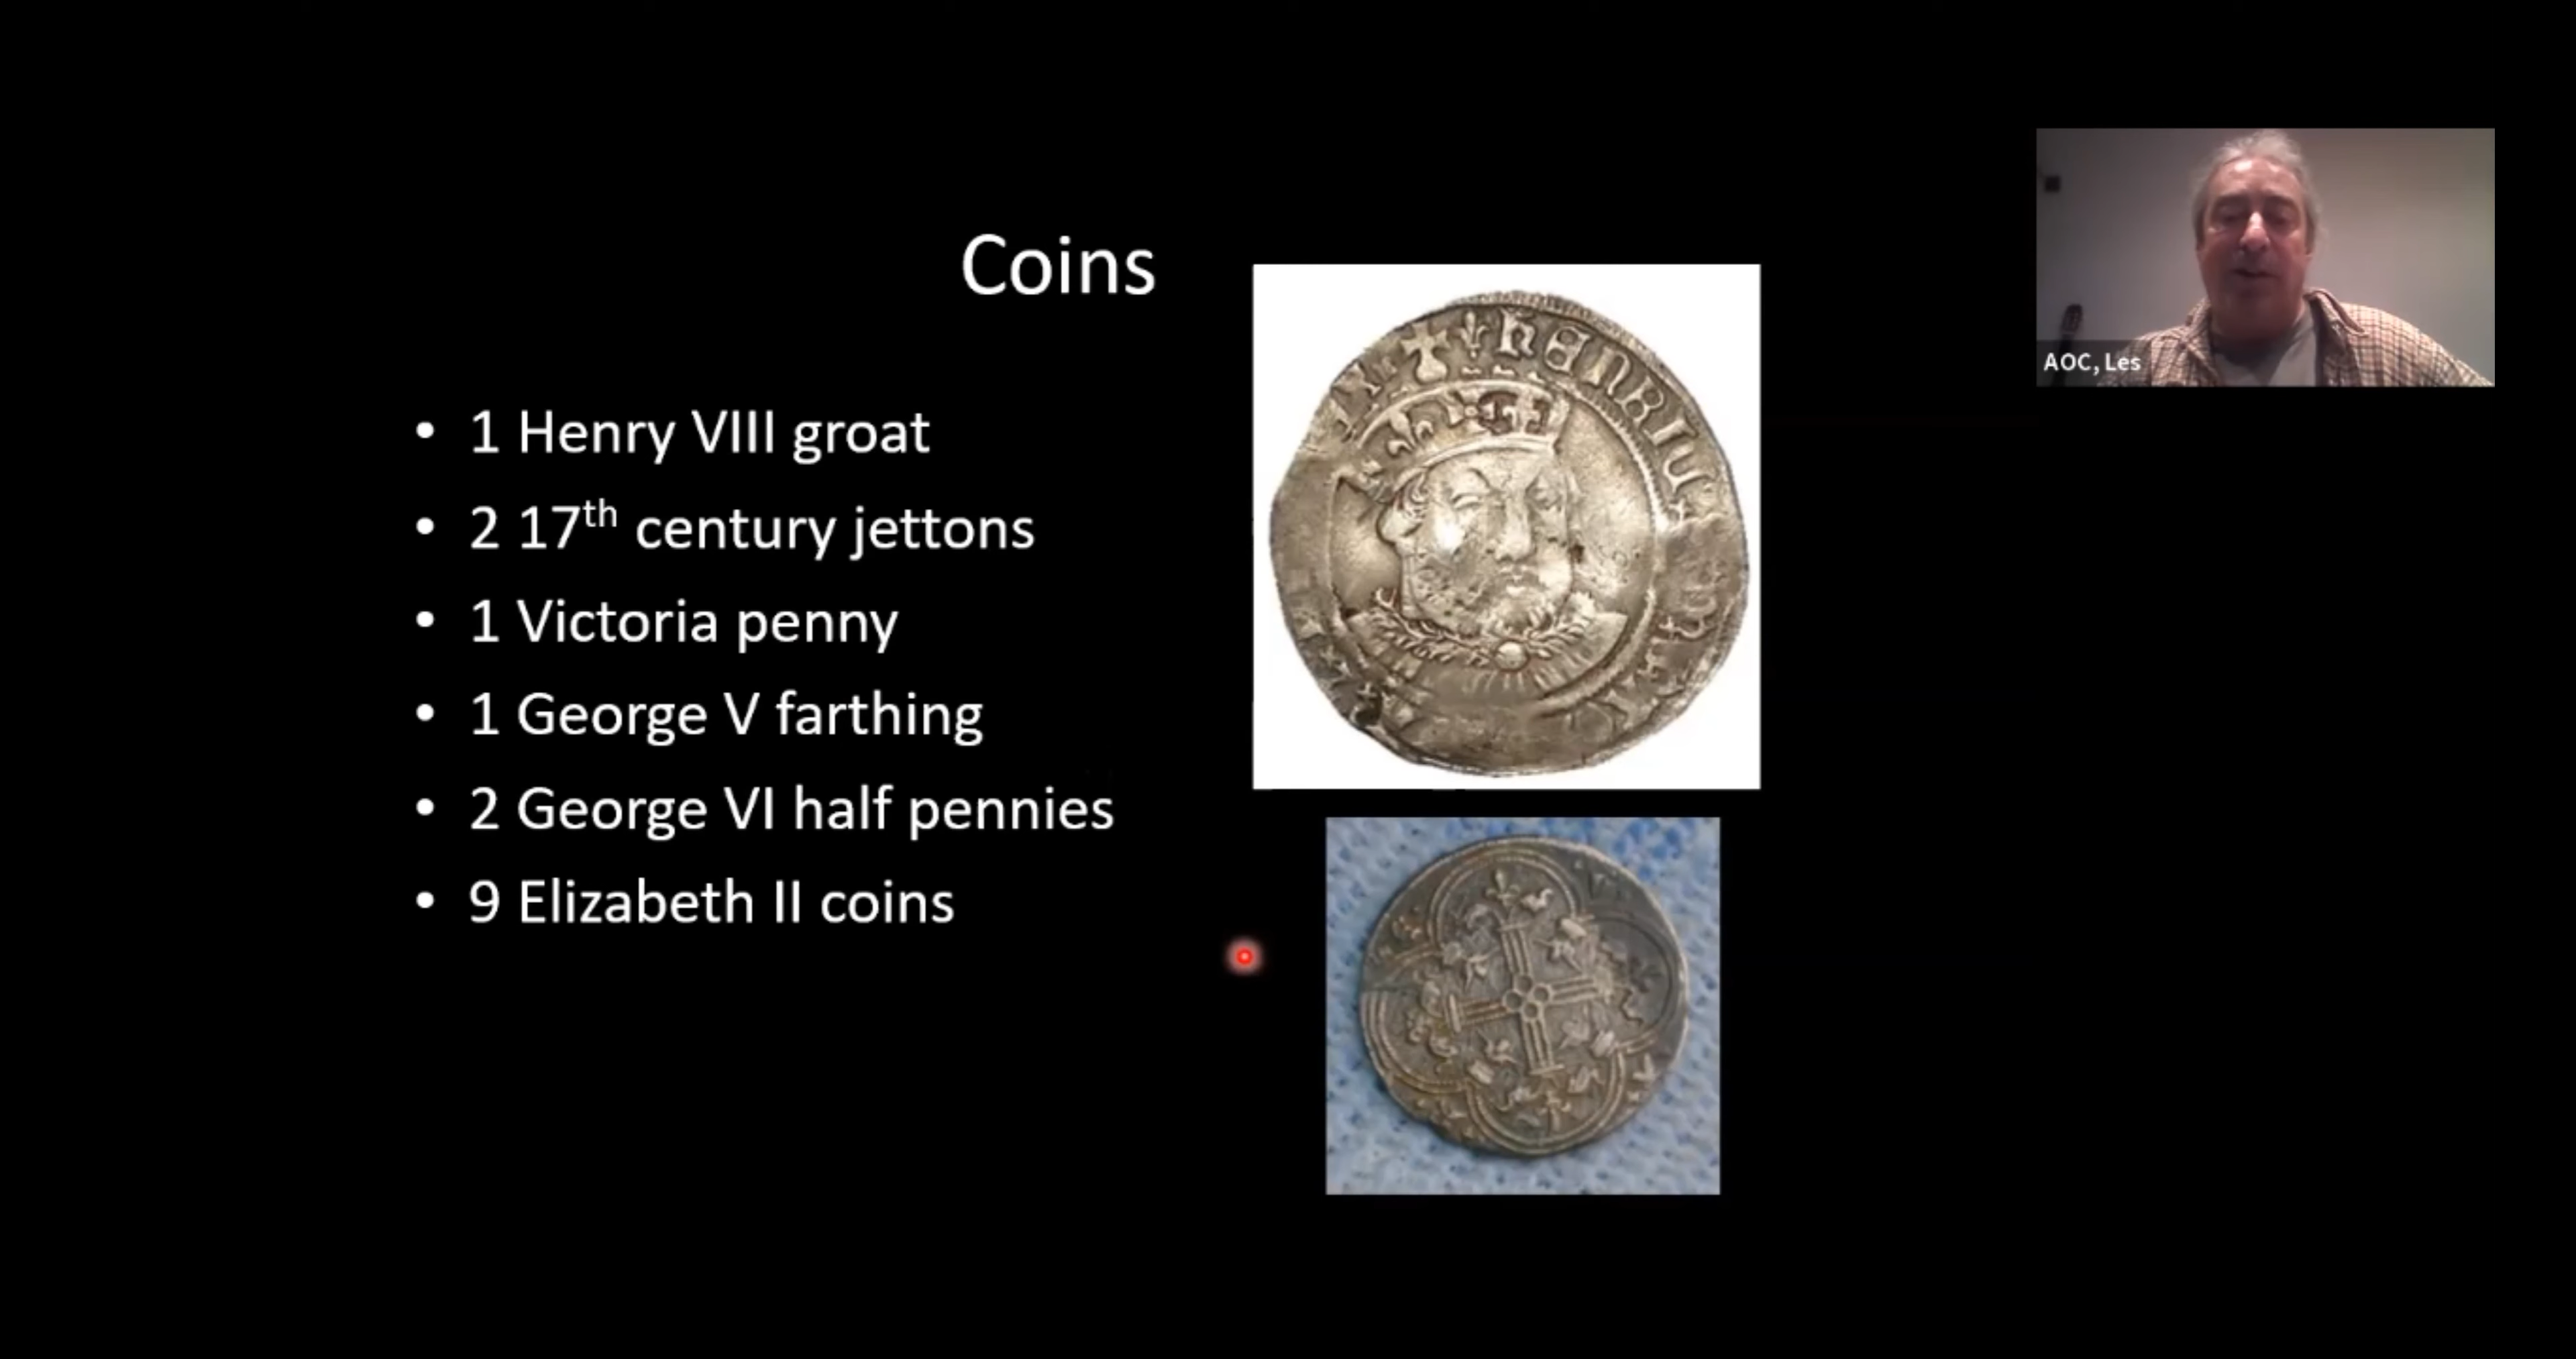 Coins
• 1 Henry VIII groat
• 2 17th century jettons
• 1 Victoria penny
• 1 George V farthing
• 2 George VI half pennies
• 9 Elizabeth II coins
HENRIC
AOC, Les